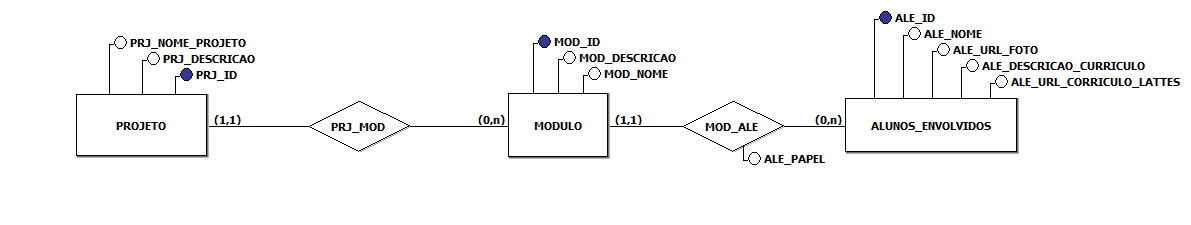 PRJ_NOME_PROJETO
PRJ_DESCRICAO
PRJ_ID
PROJETO
(1,1)
PRJ_MOD
(0,n)
MOD_ID
MOD_DESCRICAO
MOD_NOME
MODULO
(1,1)
MOD_ALE
ALE_PAPEL
(0,n)
ALE_ID
ALE_NOME
ALE_URL_FOTO
ALE_DESCRICAO_CURRICULO
ALE_URL_CORRICULO_LATTES
ALUNOS_ENVOLVIDOS